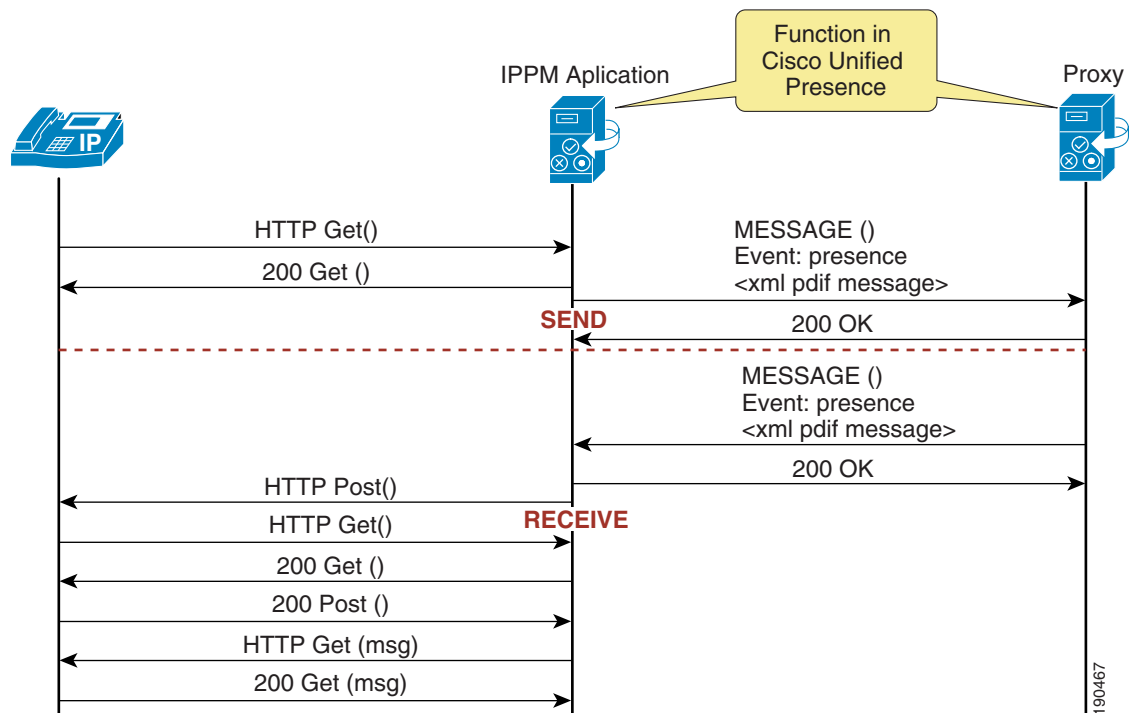 Function in
Cisco Unified
Presence
IPPM Aplication
Proxy
IP
HTTP Get()
MESSAGE ()
Event: presence
<xml pdif message>
200 Get ()
SEND
200 OK
MESSAGE ()
Event: presence
<xml pdif message>
200 OK
HTTP Post()
RECEIVE
HTTP Get()
200 Get ()
200 Post ()
HTTP Get (msg)
200 Get (msg)
190467